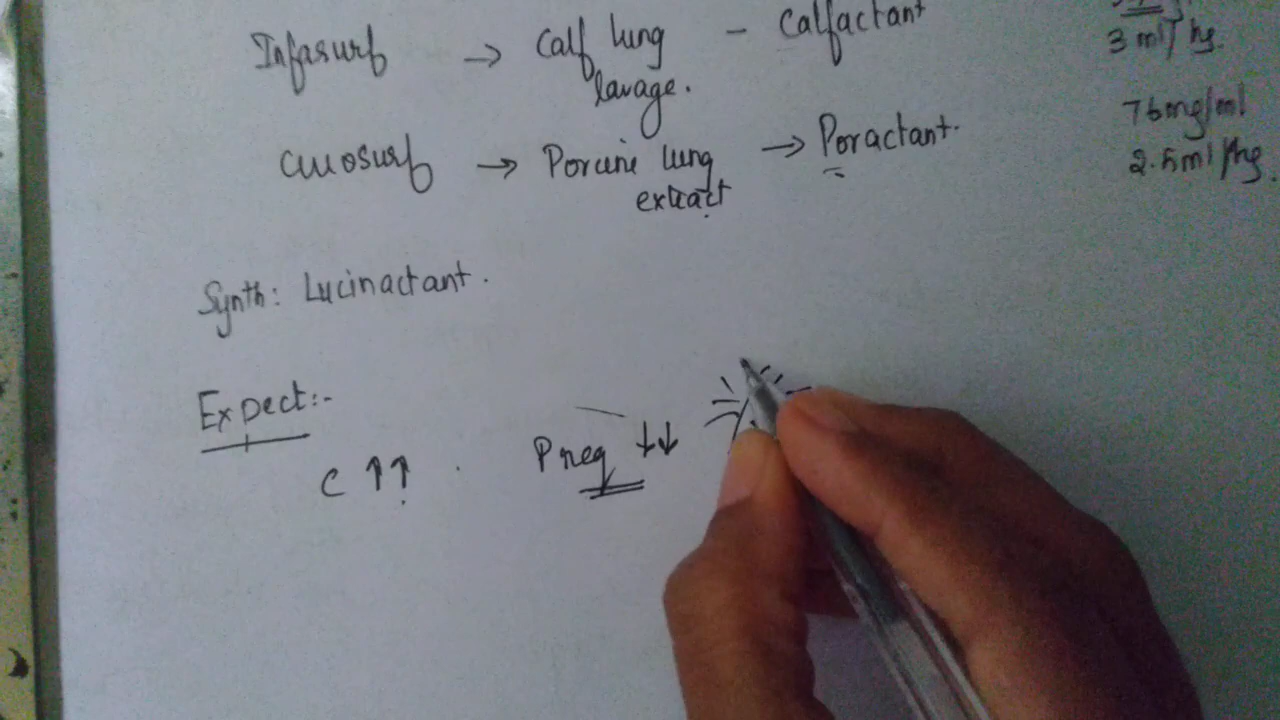 Infasurf → Calf lung lavage. - Calfactant
3 ml/kg
Curosurf → Porcine lung extract → Poractant.
76mg/ml
2.5ml/kg.
Synth: Lucinactant.
Expect:-
C ↑↑ Preq ↓↓